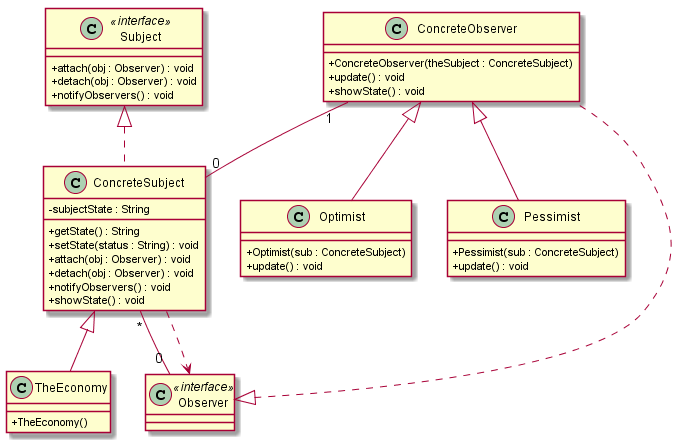 C «interface» Subject
+attach(obj : Observer) : void
+detach(obj : Observer) : void
+notifyObservers() : void
C ConcreteObserver
+ConcreteObserver(theSubject : ConcreteSubject)
+update() : void
+showState() : void
1
0
C ConcreteSubject
-subjectState : String
+getState() : String
+setState(status : String) : void
+attach(obj : Observer) : void
+detach(obj : Observer) : void
+notifyObservers() : void
+showState() : void
C Optimist
+Optimist(sub : ConcreteSubject)
+update() : void
C Pessimist
+Pessimist(sub : ConcreteSubject)
+update() : void
*
0
C TheEconomy
+TheEconomy()
C «interface» Observer